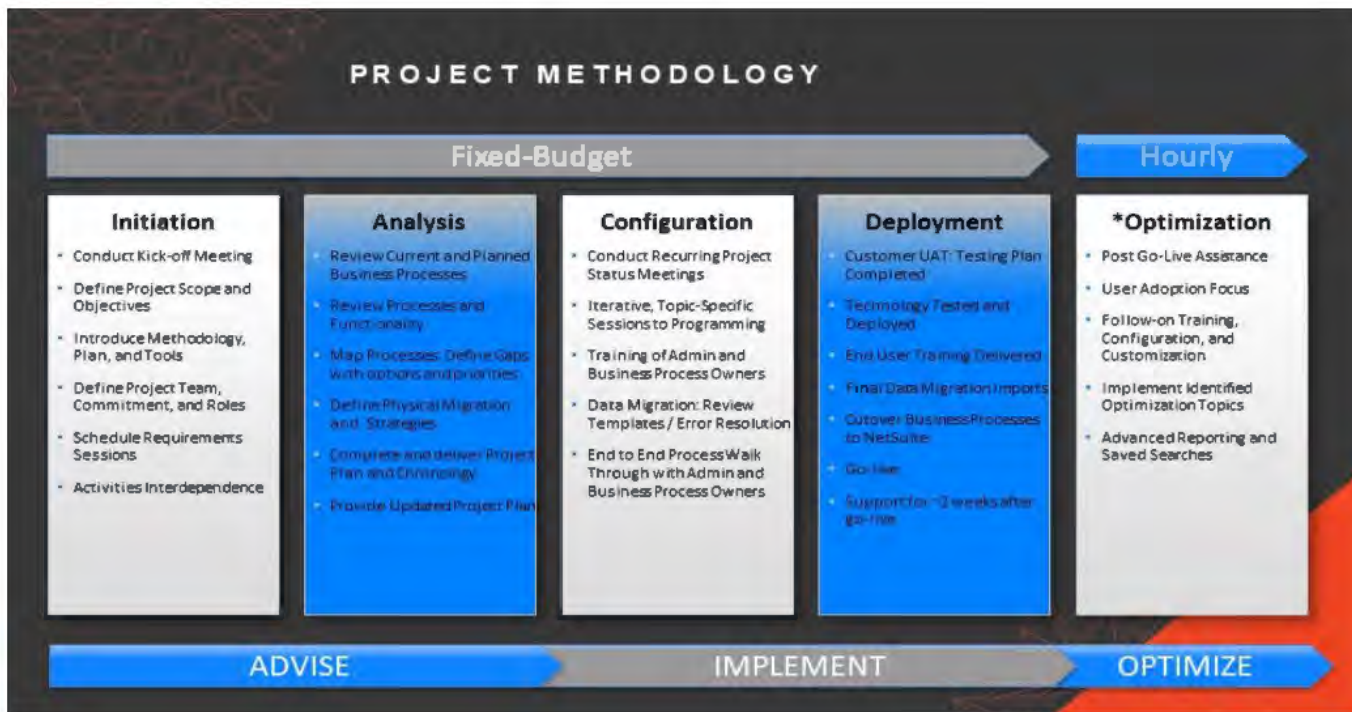 PROJECT METHODOLOGY
Fixed-Budget
Hourly
Initiation
• Conduct Kick-off Meeting
• Define Project Scope and
Objectives
• Introduce Methodology,
Plan, and Tools
• Define Project Team,
Commitment, and Roles
• Schedule Requirements
Sessions
• Activities Interdependence
Analysis
• Review Current and Planned
Business Processes
• Review Processes and
Functionality
• Map Processes: Define Gaps
with options and priorities
• Define Physical Migration
and Strategies
• Complete and deliver Project
Plan and Chronology
• Provide Updated Project Plan
Configuration
• Conduct Recurring Project
Status Meetings
• Iterative, Topic-Specific
Sessions to Programming
• Training of Admin and
Business Process Owners
• Data Migration: Review
Templates / Error Resolution
• End to End Process Walk
Through with Admin and
Business Process Owners
Deployment
• Customer UAT: Testing Plan
Completed
• Technology Tested and
Deployed
• End User Training Delivered
• Final Data Migration Imports
• Cutover Business Processes
to NetSuite
• Go-live
• Support for ~2 weeks after
go-live
*Optimization
• Post Go-Live Assistance
• User Adoption Focus
• Follow-on Training,
Configuration, and
Customization
• Implement Identified
Optimization Topics
• Advanced Reporting and
Saved Searches
ADVISE
IMPLEMENT
OPTIMIZE